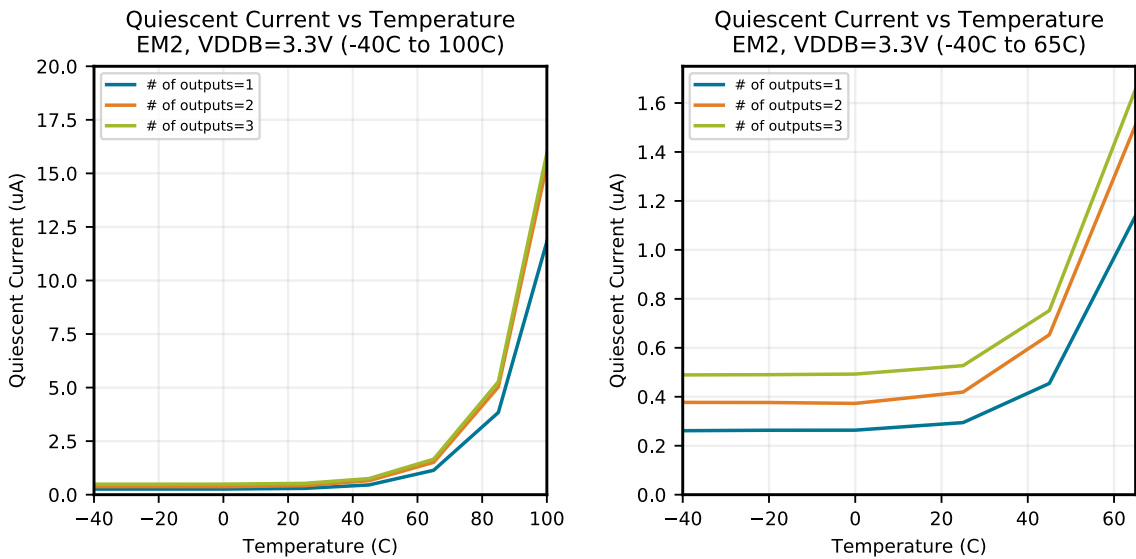 Quiescent Current vs Temperature
EM2, VDDB=3.3V (-40C to 100C)
20.0
17.5
15.0
12.5
10.0
7.5
5.0
2.5
0.0
Quiescent Current (uA)
# of outputs=1
# of outputs=2
# of outputs=3
−40
−20
0
20
40
60
80
100
Temperature (C)
Quiescent Current vs Temperature
EM2, VDDB=3.3V (-40C to 65C)
1.6
1.4
1.2
1.0
0.8
0.6
0.4
0.2
0.0
Quiescent Current (uA)
# of outputs=1
# of outputs=2
# of outputs=3
−40
−20
0
20
40
60
Temperature (C)